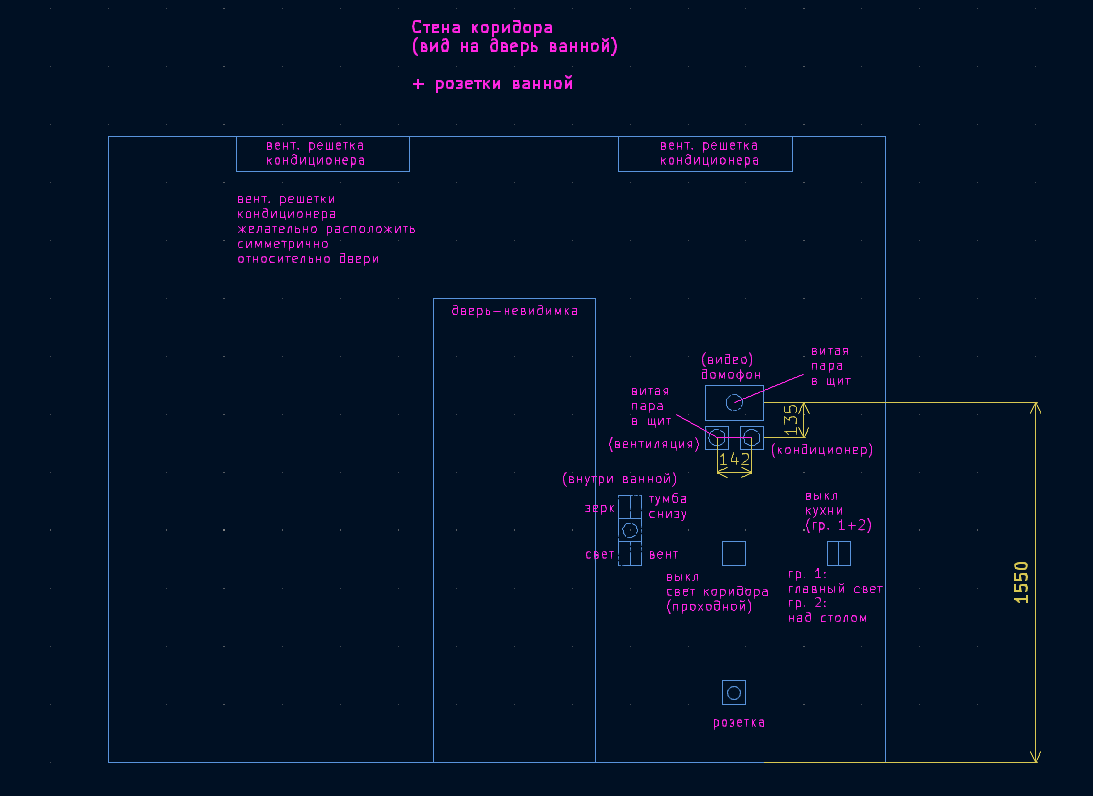 Стена коридора
(вид на дверь ванной)
+ розетки ванной
вент. решетка
кондиционера
вент. решетка
кондиционера
вент. решетки
кондиционера
желательно расположить
симметрично
относительно двери
дверь-невидимка
(видео)
домофон
витая
пара
в щит
витая
пара
в щит
135
(вентиляция)
(кондиционер)
142
(внутри ванной)
зерк
тумба
снизу
свет
вент
выкл
кухни
(гр. 1+2)
выкл
свет коридора
(проходной)
гр. 1:
главный свет
гр. 2:
над столом
1550
розетка